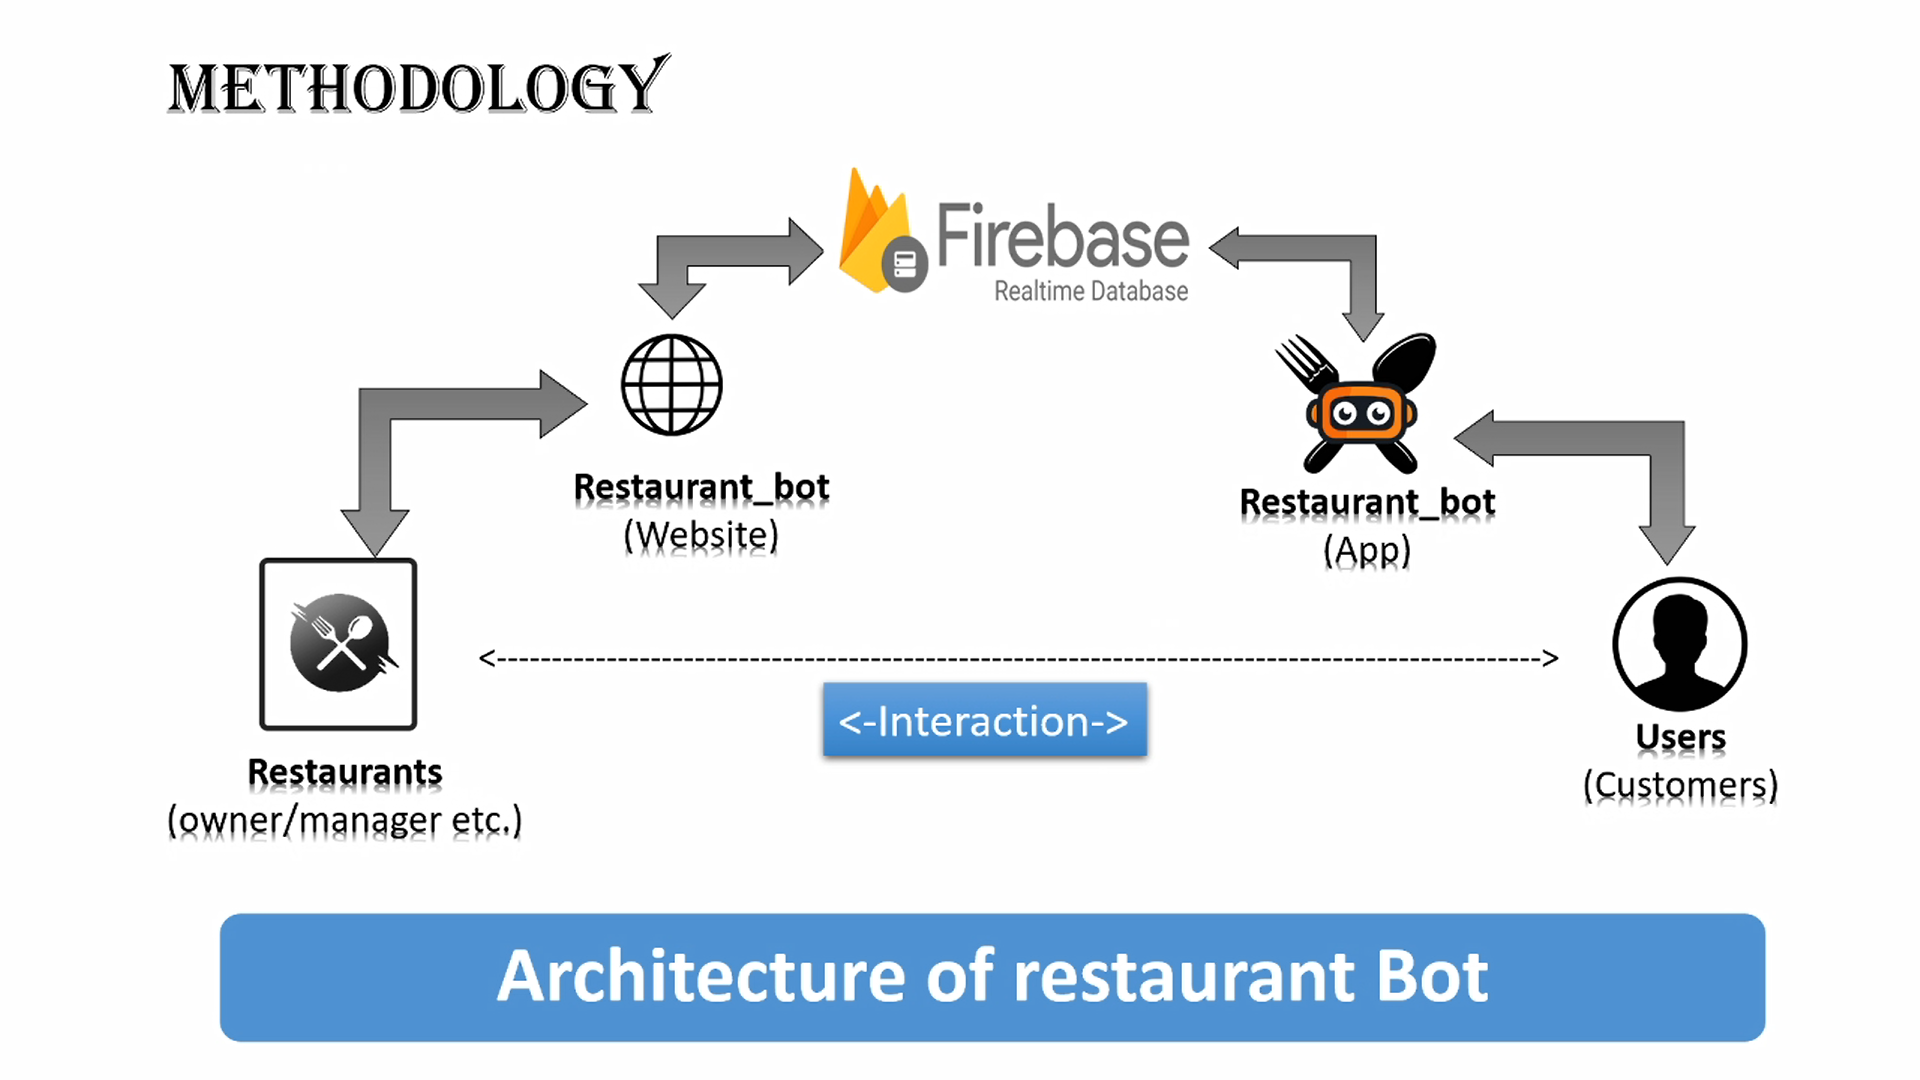 METHODOLOGY
Firebase
Realtime Database
Restaurant_bot
(Website)
Restaurant_bot
(App)
<---------------------------------------------------------------->
<-Interaction->
Restaurants
(owner/manager etc.)
Users
(Customers)
Architecture of restaurant Bot